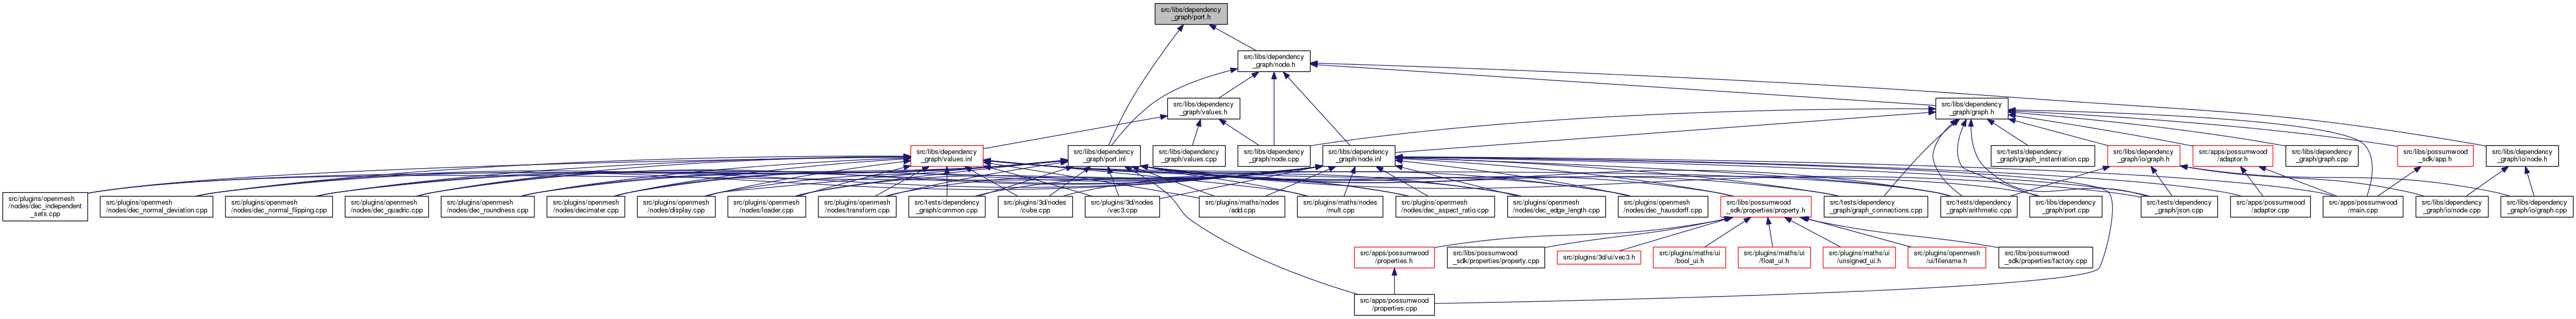 src/libs/dependency
_graph/port.h
src/libs/dependency
_graph/node.h
src/libs/dependency
_graph/values.h
src/libs/dependency
_graph/graph.h
src/libs/dependency
_graph/values.inl
src/libs/dependency
_graph/port.inl
src/libs/dependency
_graph/values.cpp
src/libs/dependency
_graph/node.cpp
src/libs/dependency
_graph/node.inl
src/tests/dependency
_graph/graph_instantiation.cpp
src/libs/dependency
_graph/io/graph.h
src/apps/possumwood
/adaptor.h
src/libs/dependency
_graph/graph.cpp
src/libs/possumwood
_sdk/app.h
src/libs/dependency
_graph/io/node.h
src/plugins/openmesh
/nodes/dec_independent
_sets.cpp
src/plugins/openmesh
/nodes/dec_normal_deviation.cpp
src/plugins/openmesh
/nodes/dec_normal_flipping.cpp
src/plugins/openmesh
/nodes/dec_quadric.cpp
src/plugins/openmesh
/nodes/dec_roundness.cpp
src/plugins/openmesh
/nodes/decimater.cpp
src/plugins/openmesh
/nodes/display.cpp
src/plugins/openmesh
/nodes/loader.cpp
src/plugins/openmesh
/nodes/transform.cpp
src/tests/dependency
_graph/common.cpp
src/plugins/3d/nodes
/cube.cpp
src/plugins/3d/nodes
/vec3.cpp
src/plugins/maths/nodes
/add.cpp
src/plugins/maths/nodes
/mult.cpp
src/plugins/openmesh
/nodes/dec_aspect_ratio.cpp
src/plugins/openmesh
/nodes/dec_edge_length.cpp
src/plugins/openmesh
/nodes/dec_hausdorff.cpp
src/libs/possumwood
_sdk/properties/property.h
src/tests/dependency
_graph/graph_connections.cpp
src/tests/dependency
_graph/arithmetic.cpp
src/libs/dependency
_graph/port.cpp
src/tests/dependency
_graph/json.cpp
src/apps/possumwood
/adaptor.cpp
src/apps/possumwood
/main.cpp
src/libs/dependency
_graph/io/node.cpp
src/libs/dependency
_graph/io/graph.cpp
src/apps/possumwood
/properties.h
src/libs/possumwood
_sdk/properties/property.cpp
src/plugins/3d/ui/vec3.h
src/plugins/maths/ui
/bool_ui.h
src/plugins/maths/ui
/float_ui.h
src/plugins/maths/ui
/unsigned_ui.h
src/plugins/openmesh
/ui/filename.h
src/libs/possumwood
_sdk/properties/factory.cpp
src/apps/possumwood
/properties.cpp